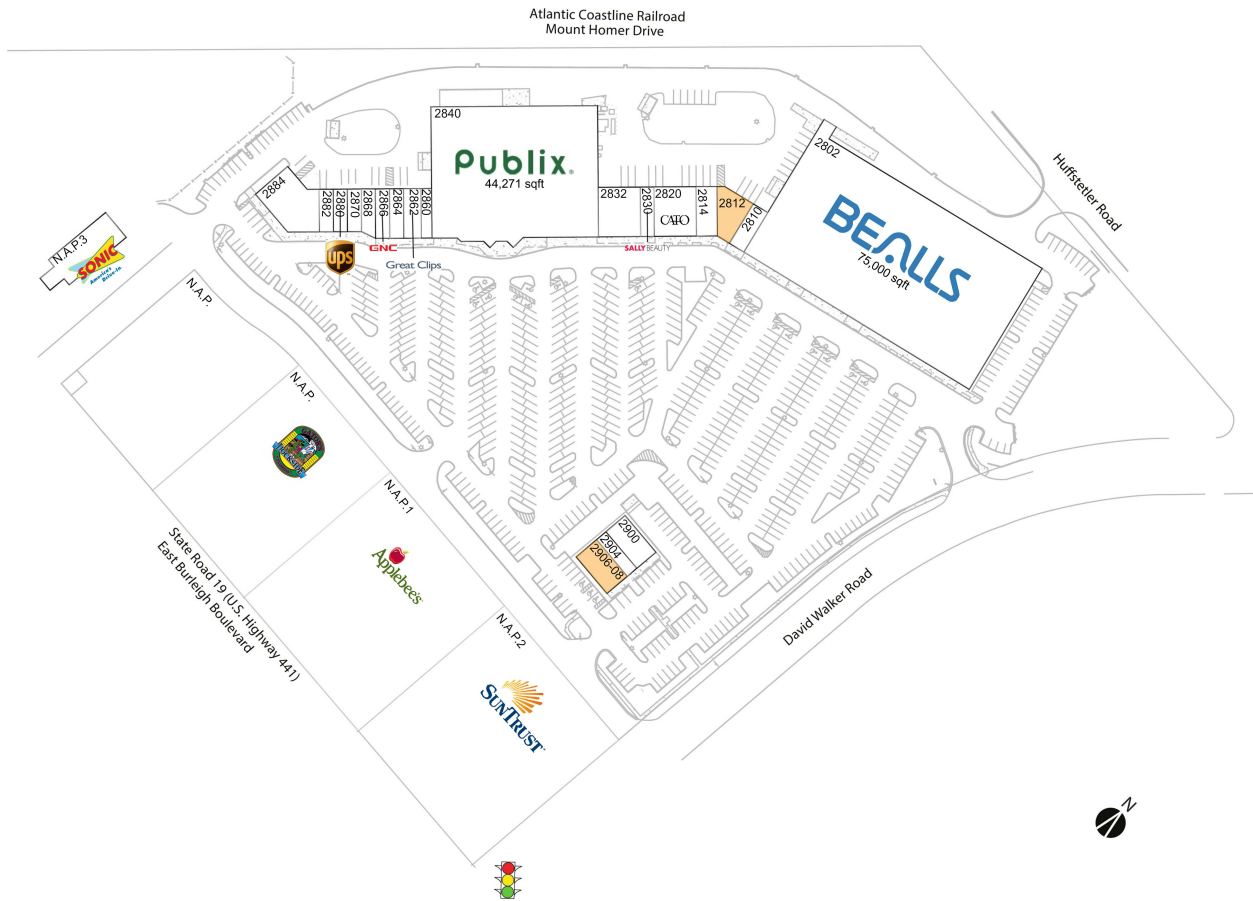 Atlantic Coastline Railroad
Mount Homer Drive
2840
Publix.
44,271 sqft
2802
BEALLS
75,000 sqft
Huffstetler Road
2884
2882
2880
2870
2868
2866
2864
2862
2860
2832
2830
2820
CATO
2814
2812
2810
ups
GNC
Great Clips
SALLY BEAUTY
N.A.P.3
SONIC
America's
Drive-In
N.A.P.
N.A.P.
N.A.P.1
Applebee's
N.A.P.2
SUNTRUST
2900
2904
2906-08
State Road 19 (U.S. Highway 441)
East Burleigh Boulevard
David Walker Road
N